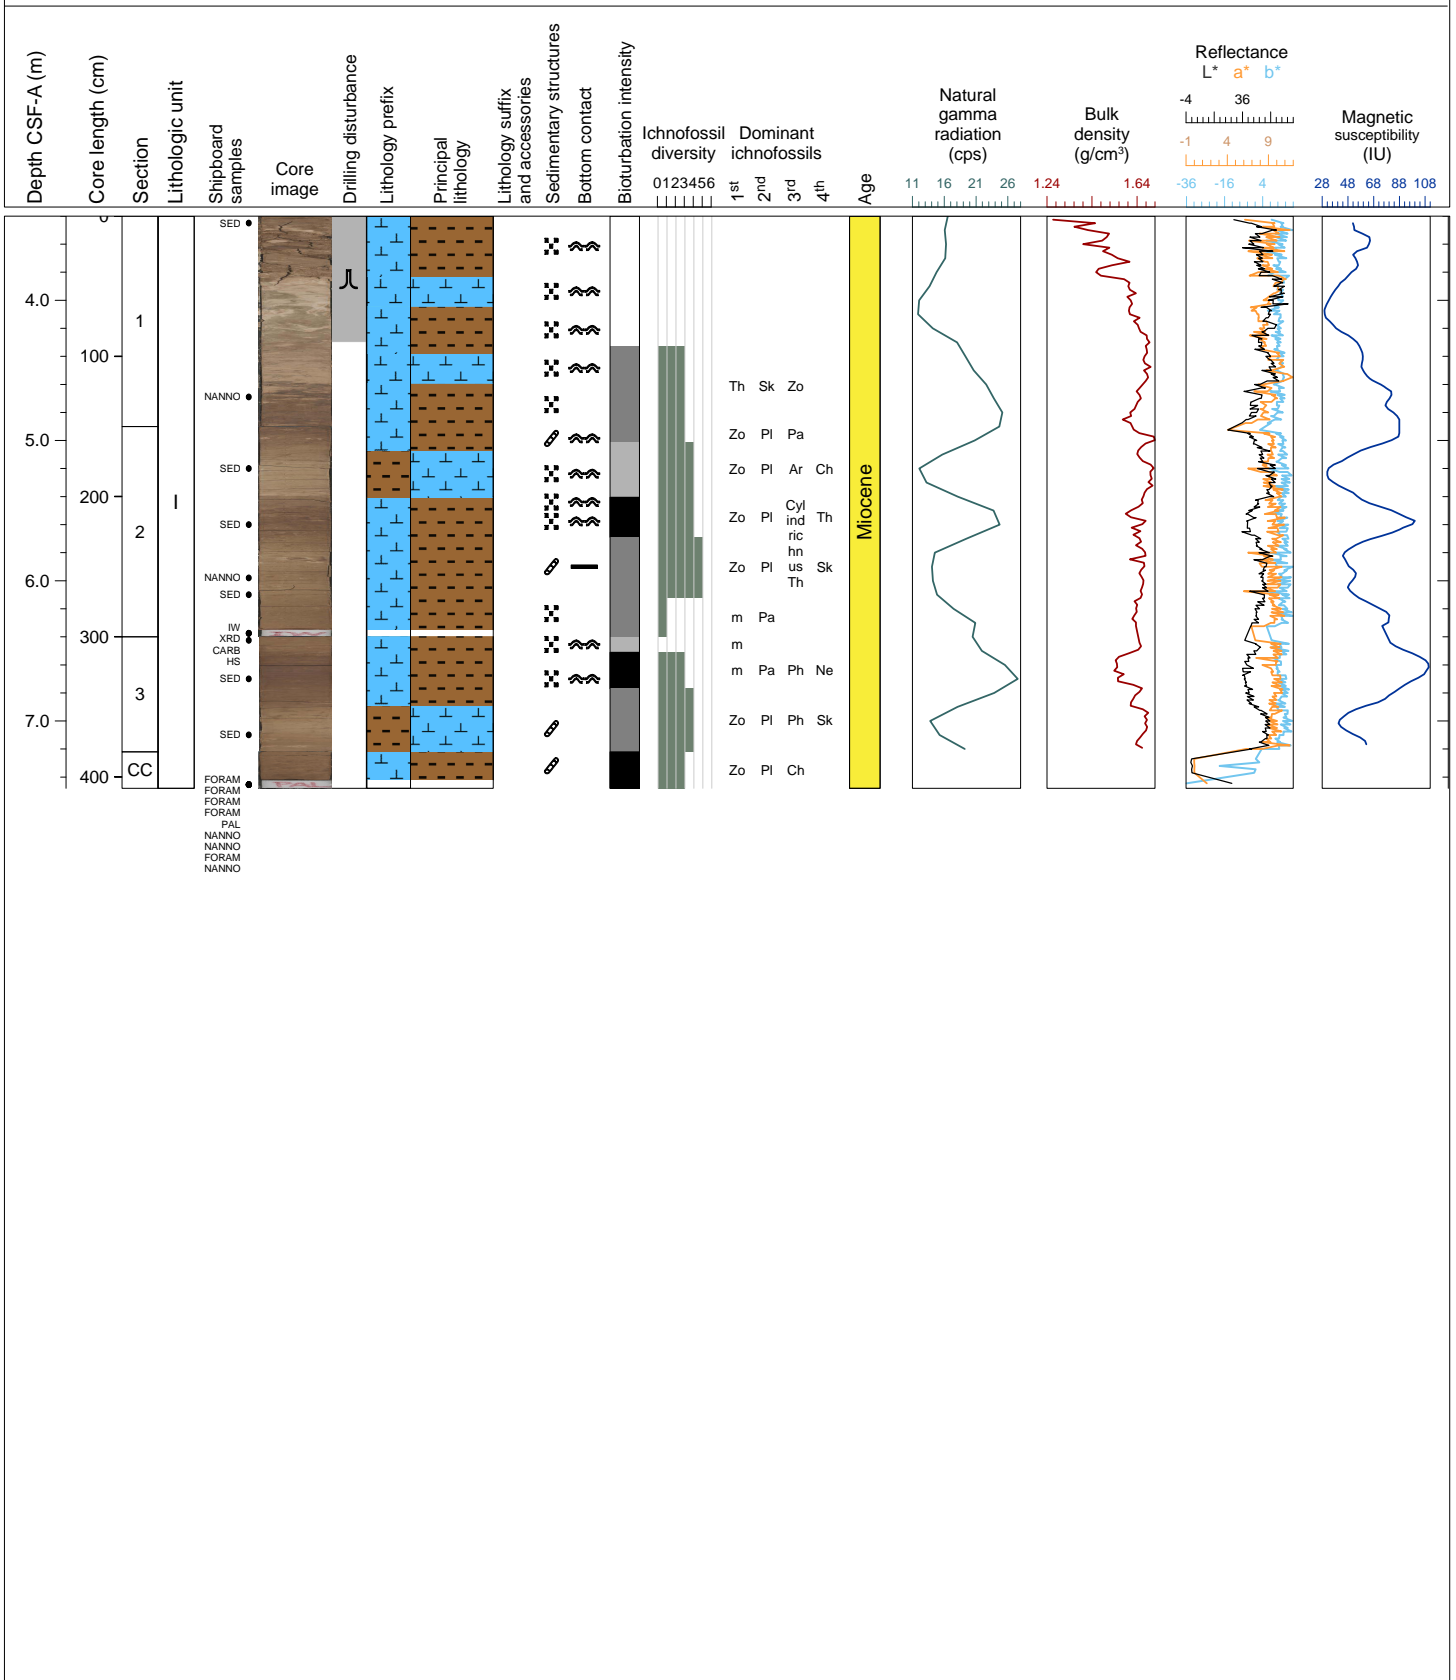 Depth CSF-A (m)
Core length (cm)
Section
Lithologic unit
Shipboard
samples
Core
image
Drilling disturbance
Lithology prefix
Principal
lithology
Lithology suffix
and accessories
Sedimentary structures
Bottom contact
Bioturbation intensity
Ichnofossil
diversity
0123456
Dominant
ichnofossils
1st 2nd 3rd 4th
Age
Natural
gamma
radiation
(cps)
11 16 21 26
Bulk
density
(g/cm³)
1.24 1.64
Reflectance
L* a* b*
-4 36
-1 4 9
-36 -16 4
Magnetic
susceptibility
(IU)
28 48 68 88 108
0
4.0
100
5.0
200
6.0
300
7.0
400
1
2
3
CC
I
SED
NANNO
SED
SED
NANNO
SED
IW
XRD
CARB
HS
SED
SED
FORAM
FORAM
FORAM
FORAM
PAL
NANNO
NANNO
FORAM
NANNO
IW
PAL
Th Sk Zo
Zo Pl Pa
Zo Pl Ar Ch
Zo Pl Cyl
ind
ric
hn
us Th
Zo Pl Th Sk
m Pa
m
m Pa Ph Ne
Zo Pl Ph Sk
Zo Pl Ch
Miocene